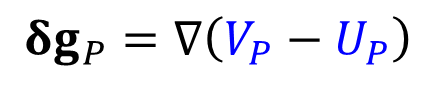 𝛅𝐠_P = ∇(V_P − U_P)